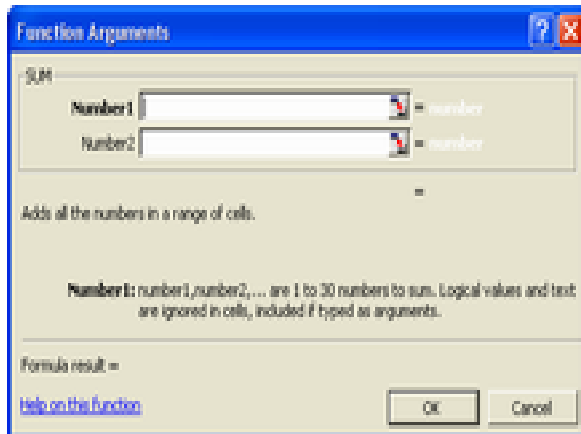 Function Arguments
SUM
Number1 = number
Number2 = number
=
Adds all the numbers in a range of cells.
Number1: number1,number2,... are 1 to 30 numbers to sum. Logical values and text
are ignored in cells, included if typed as arguments.
Formula result =
Help on this function OK Cancel